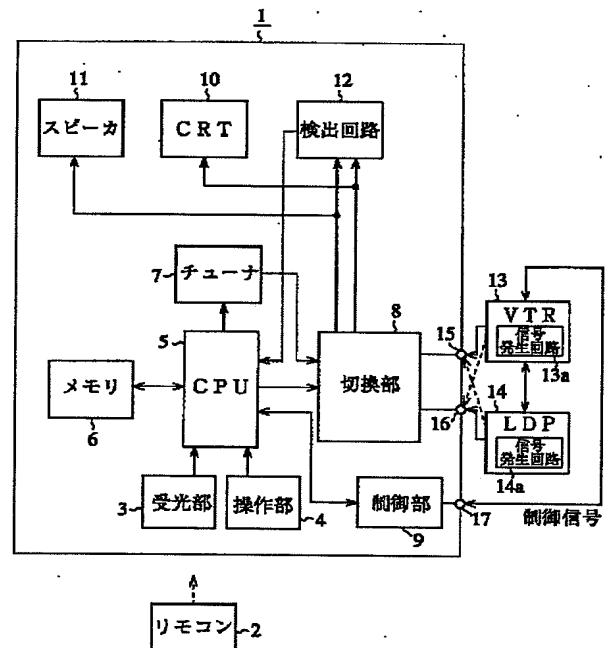 1
11
10
12
スピーカ
CRT
検出回路
7
チューナ
13
VTR
信号
発生回路
13a
5
8
15
メモリ
6
CPU
切換部
16
14
LDP
信号
発生回路
14a
3
受光部
操作部
4
制御部
9
17
制御信号
リモコン
2